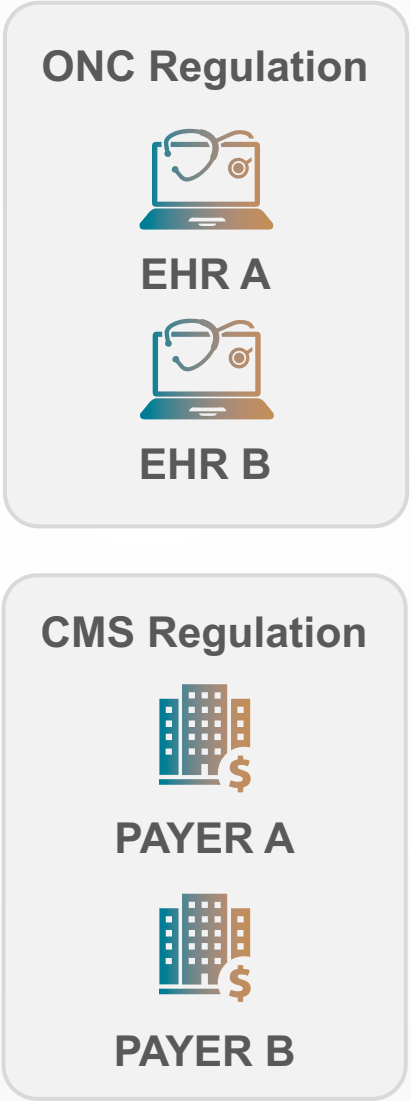 ONC Regulation
EHR A
EHR B
CMS Regulation
$
PAYER A
$
PAYER B